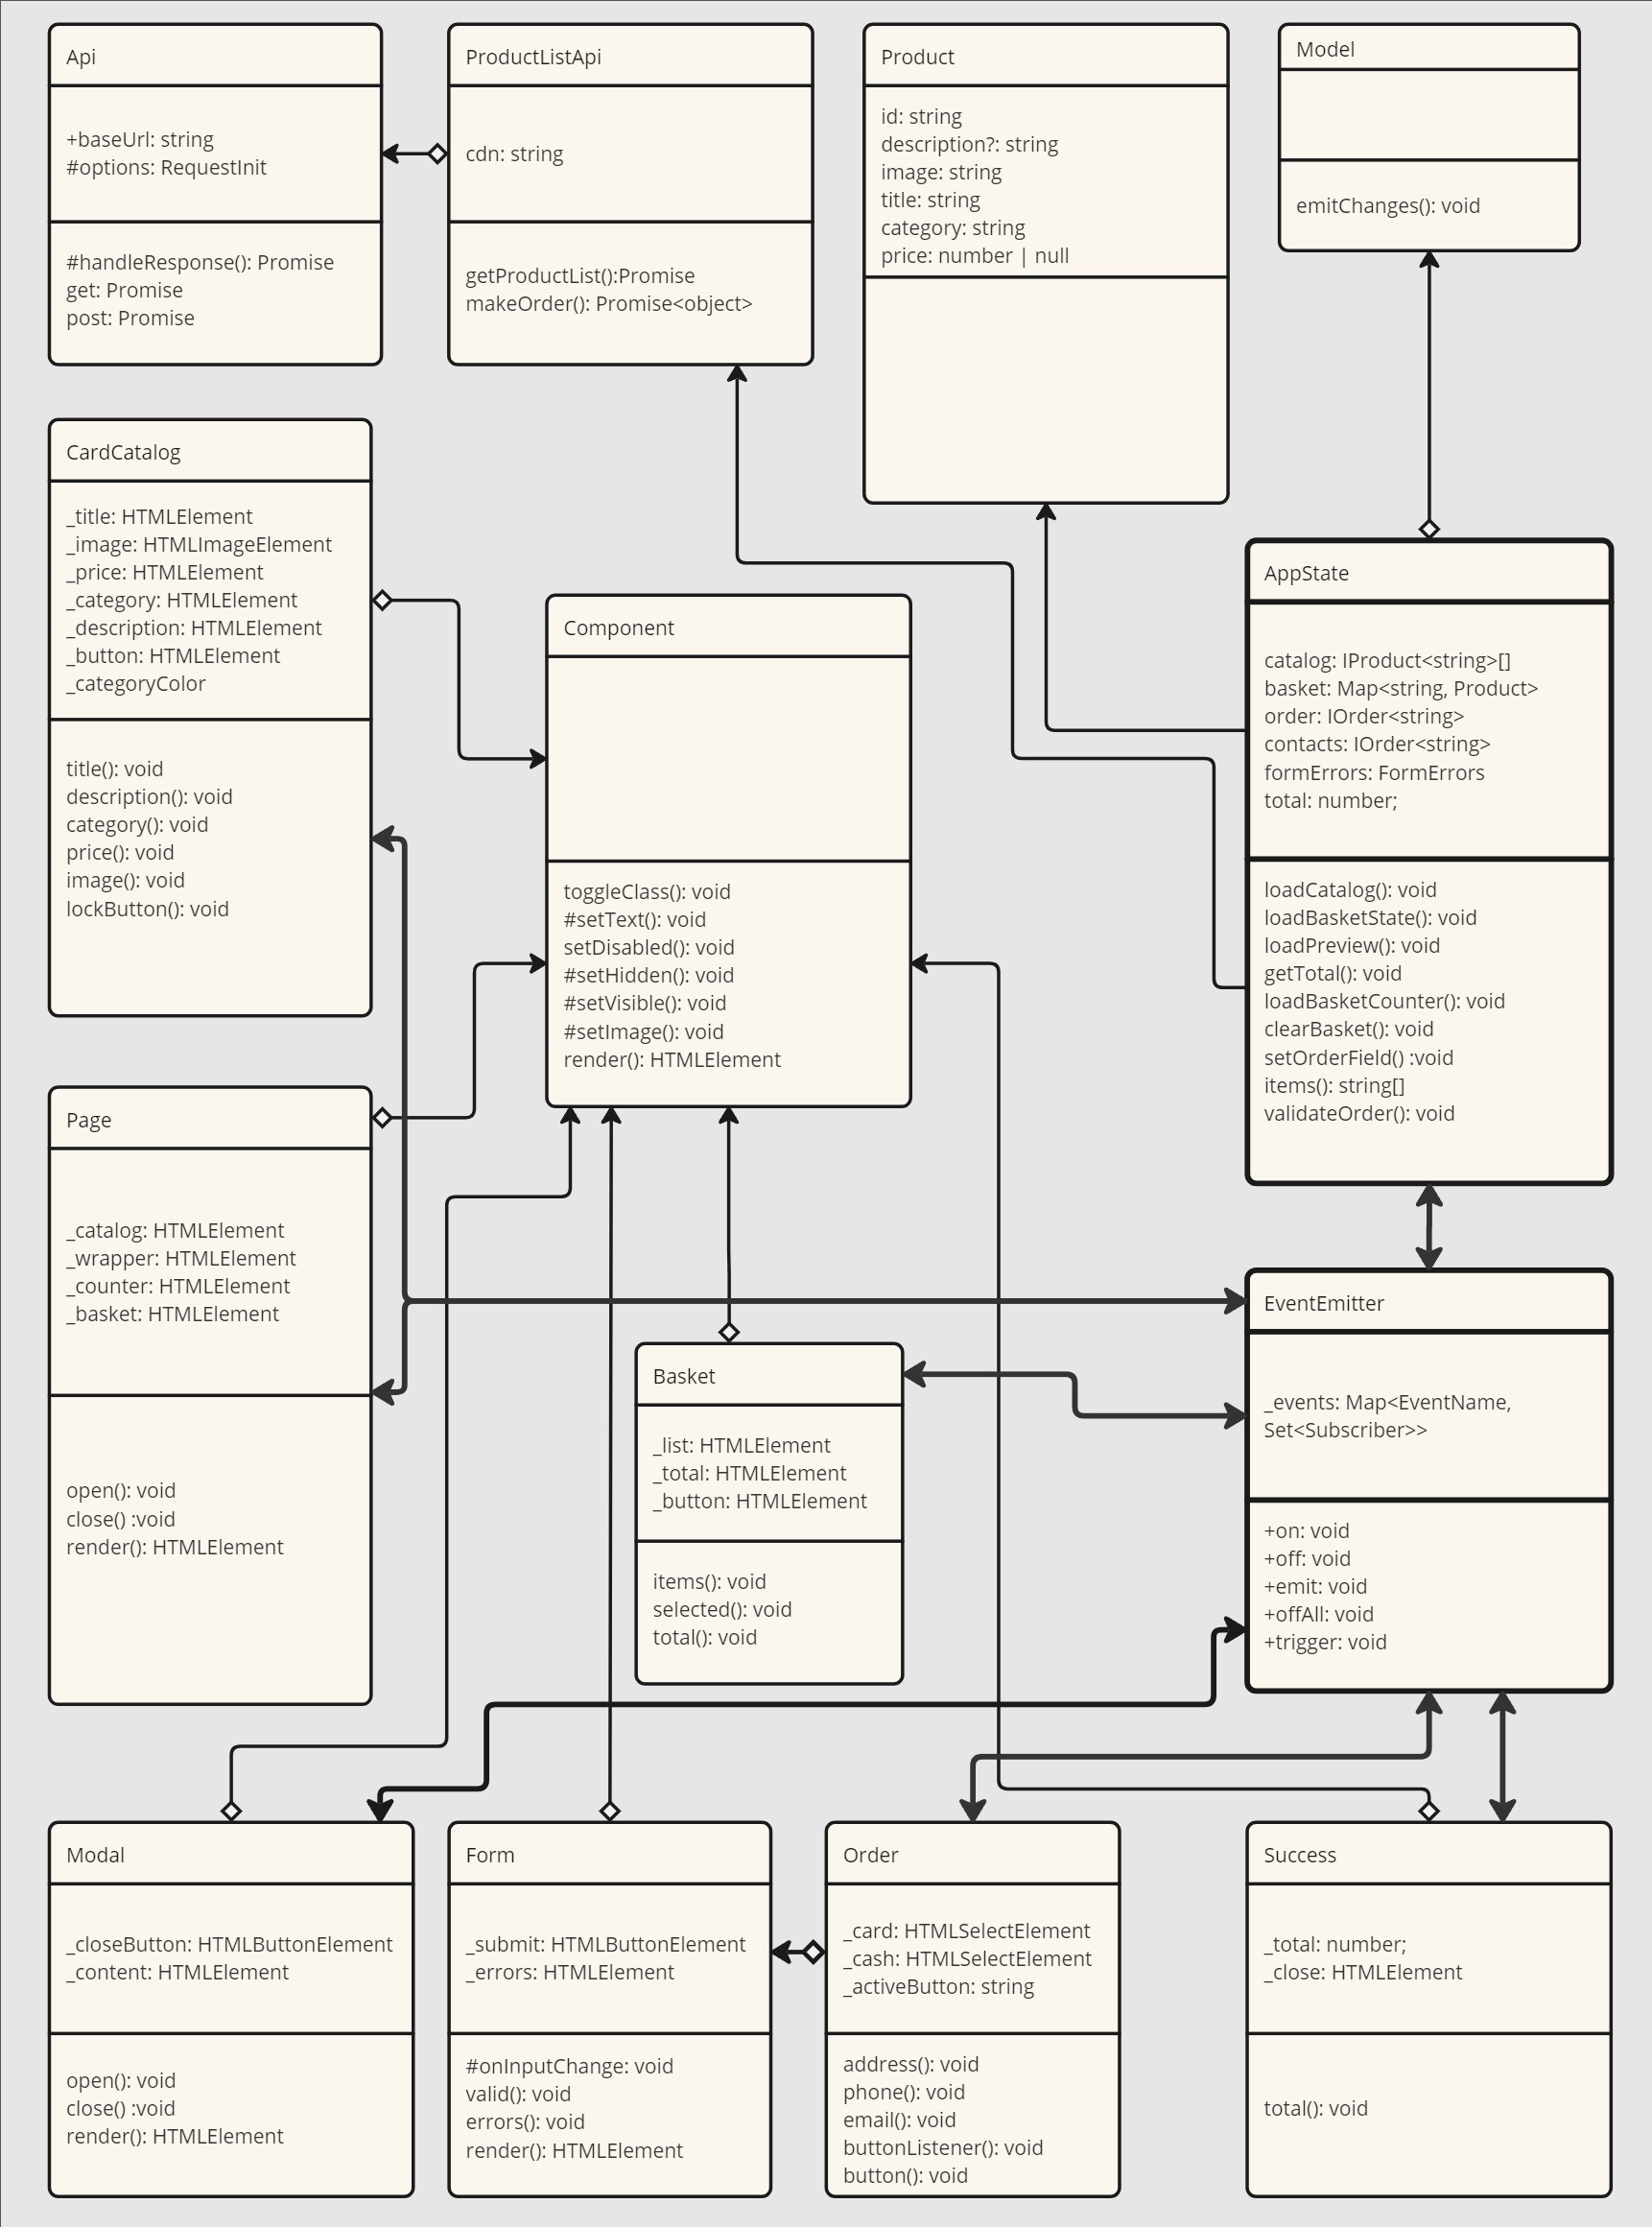 Api
+baseUrl: string
#options: RequestInit
#handleResponse(): Promise
get: Promise
post: Promise
ProductListApi
cdn: string
getProductList():Promise
makeOrder(): Promise<object>
Product
id: string
description?: string
image: string
title: string
category: string
price: number | null
Model
emitChanges(): void
CardCatalog
_title: HTMLElement
_image: HTMLImageElement
_price: HTMLElement
_category: HTMLElement
_description: HTMLElement
_button: HTMLElement
_categoryColor
title(): void
description(): void
category(): void
price(): void
image(): void
lockButton(): void
Component
toggleClass(): void
#setText(): void
setDisabled(): void
#setHidden(): void
#setVisible(): void
#setImage(): void
render(): HTMLElement
AppState
catalog: IProduct<string>[]
basket: Map<string, Product>
order: IOrder<string>
contacts: IOrder<string>
formErrors: FormErrors
total: number;
loadCatalog(): void
loadBasketState(): void
loadPreview(): void
getTotal(): void
loadBasketCounter(): void
clearBasket(): void
setOrderField() :void
items(): string[]
validateOrder(): void
Page
_catalog: HTMLElement
_wrapper: HTMLElement
_counter: HTMLElement
_basket: HTMLElement
open(): void
close() :void
render(): HTMLElement
Basket
_list: HTMLElement
_total: HTMLElement
_button: HTMLElement
items(): void
selected(): void
total(): void
EventEmitter
_events: Map<EventName,
Set<Subscriber>>
+on: void
+off: void
+emit: void
+offAll: void
+trigger: void
Modal
_closeButton: HTMLButtonElement
_content: HTMLElement
open(): void
close() :void
render(): HTMLElement
Form
_submit: HTMLButtonElement
_errors: HTMLElement
#onInputChange: void
valid(): void
errors(): void
render(): HTMLElement
Order
_card: HTMLSelectElement
_cash: HTMLSelectElement
_activeButton: string
address(): void
phone(): void
email(): void
buttonListener(): void
button(): void
Success
_total: number;
_close: HTMLElement
total(): void